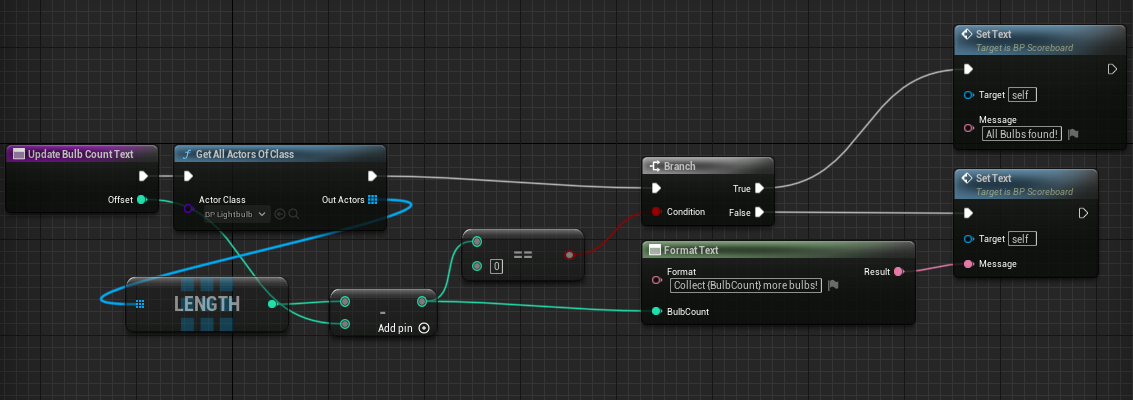 Set Text
Target is BP Scoreboard
Target self
Message
All Bulbs found!
Update Bulb Count Text
Offset
Get All Actors Of Class
Actor Class
BP Lightbulb
Out Actors
Branch
True
Condition
False
Set Text
Target is BP Scoreboard
Target self
Message
==
0
Format Text
Format
Collect {BulbCount} more bulbs!
Result
BulbCount
LENGTH
-
Add pin